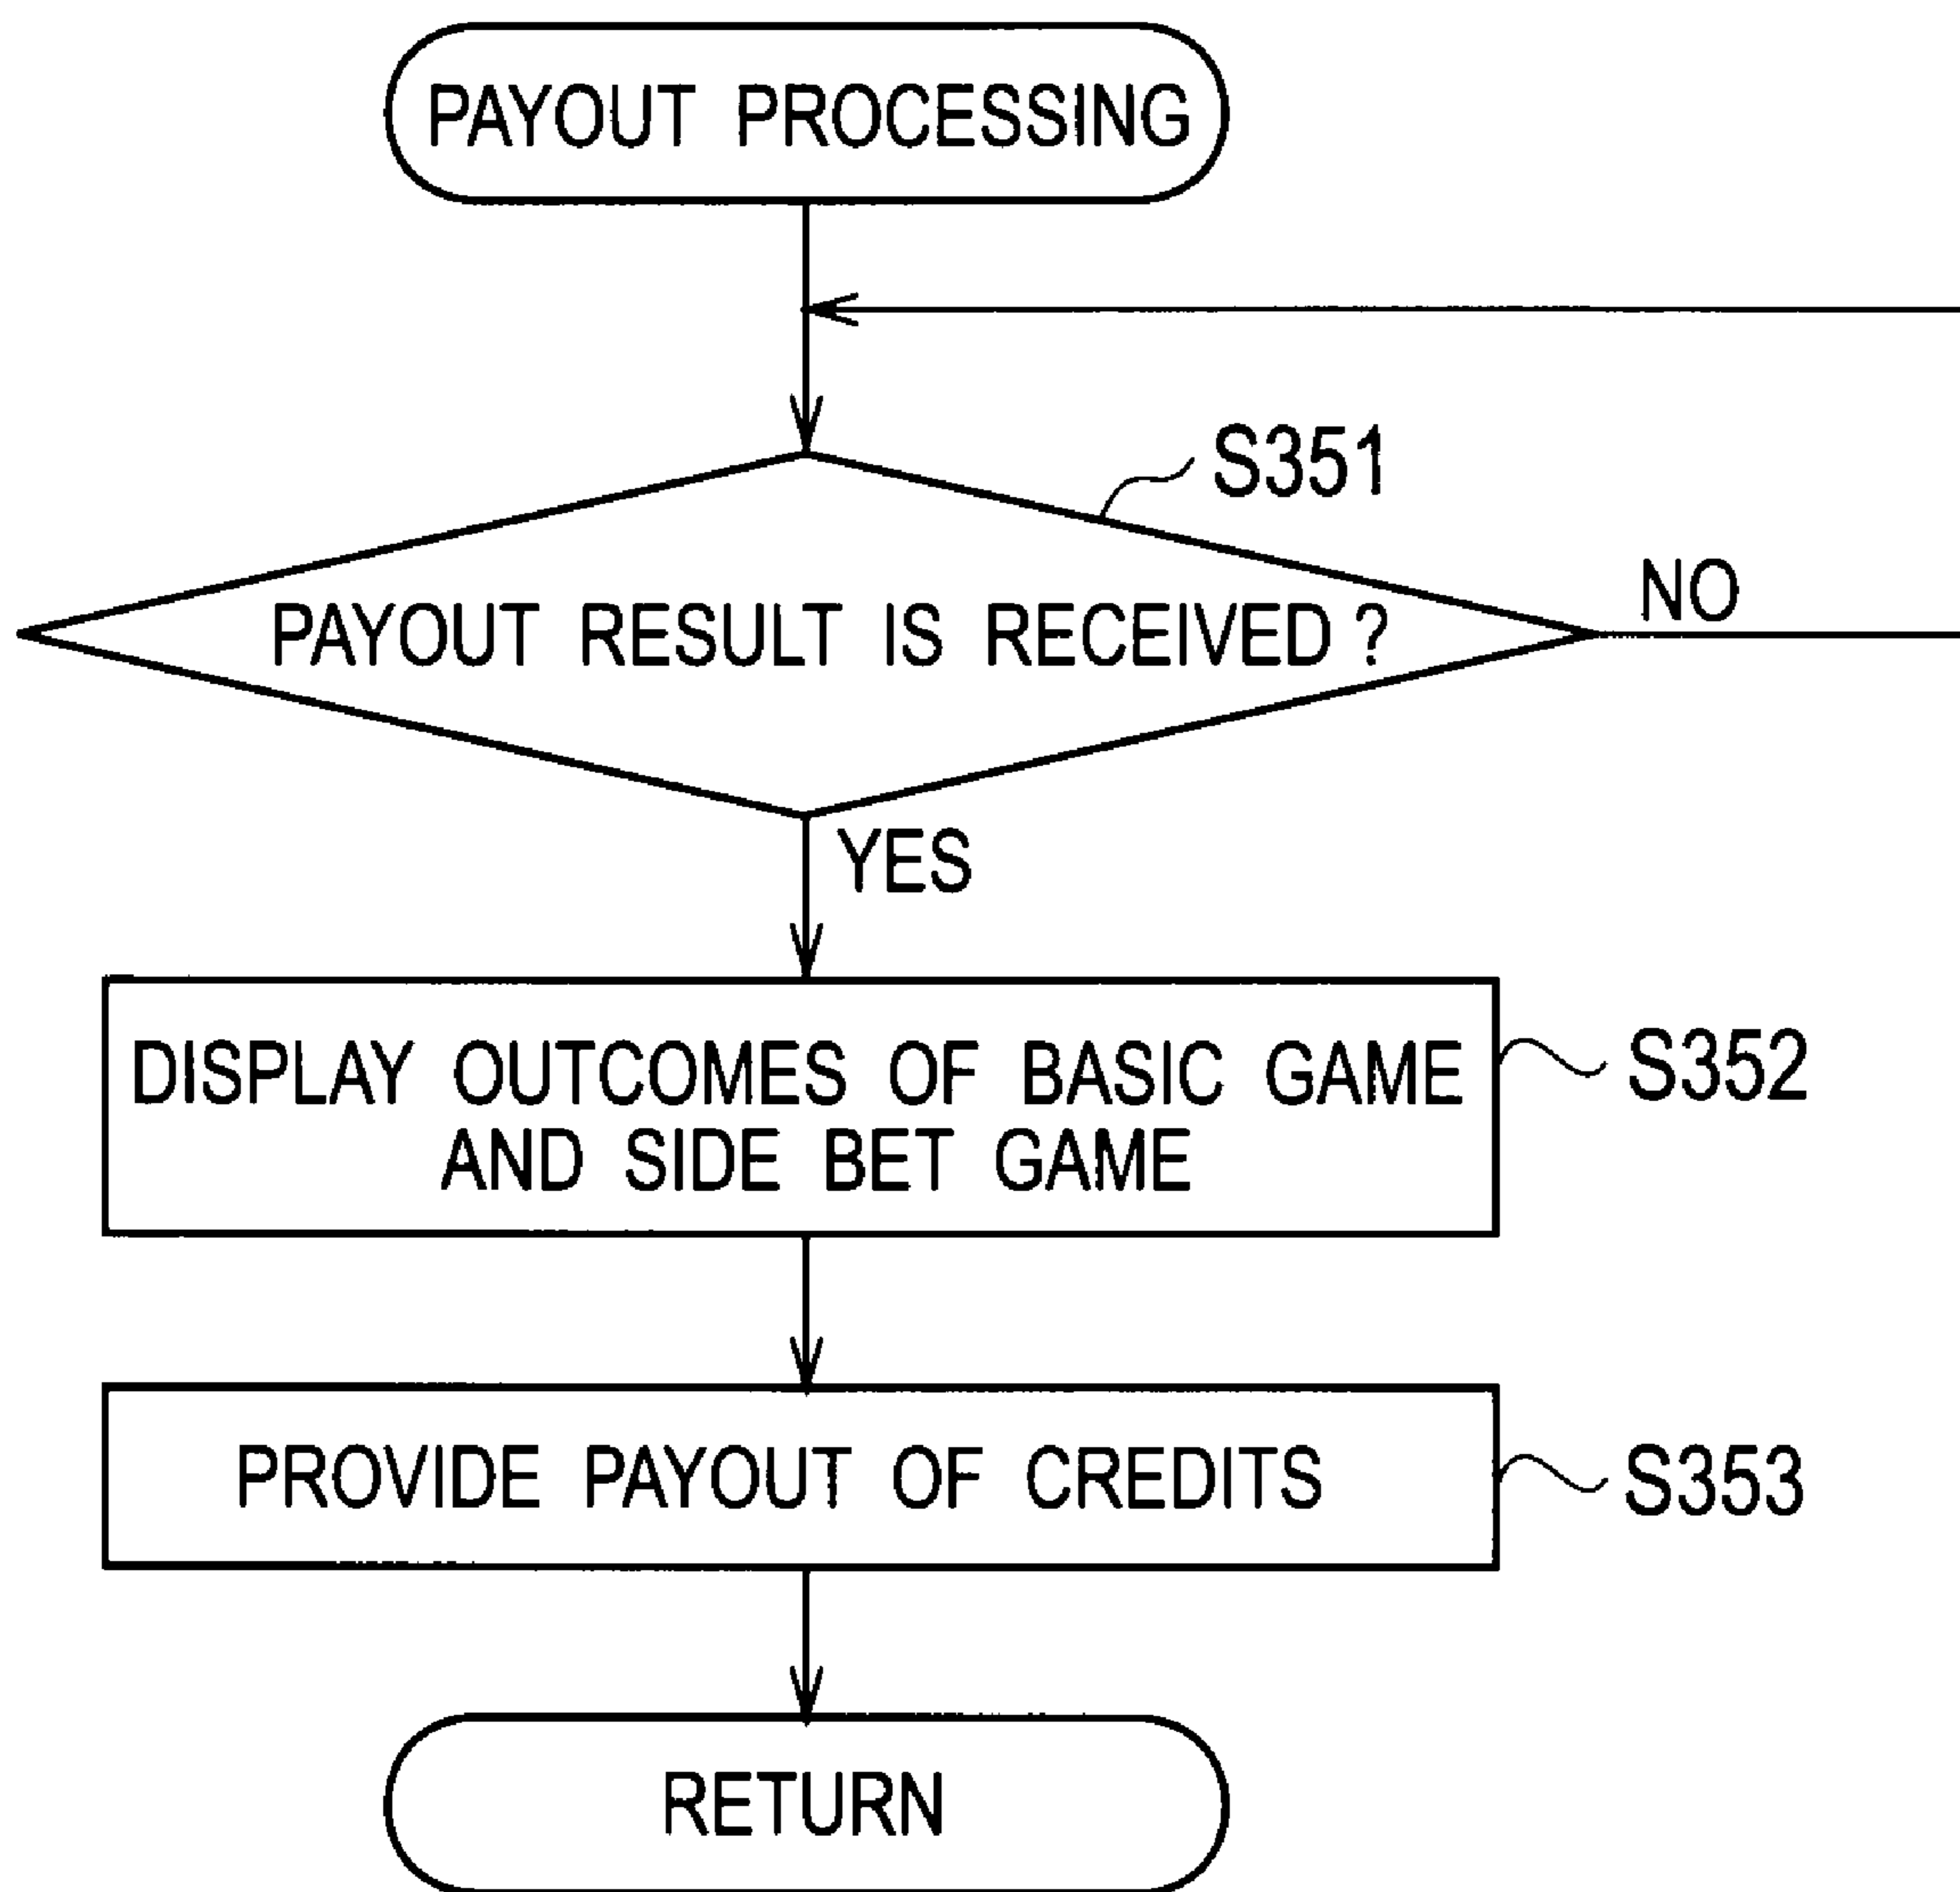 PAYOUT PROCESSING
S351
PAYOUT RESULT IS RECEIVED ?
NO
YES
DISPLAY OUTCOMES OF BASIC GAME
AND SIDE BET GAME
S352
PROVIDE PAYOUT OF CREDITS
S353
RETURN